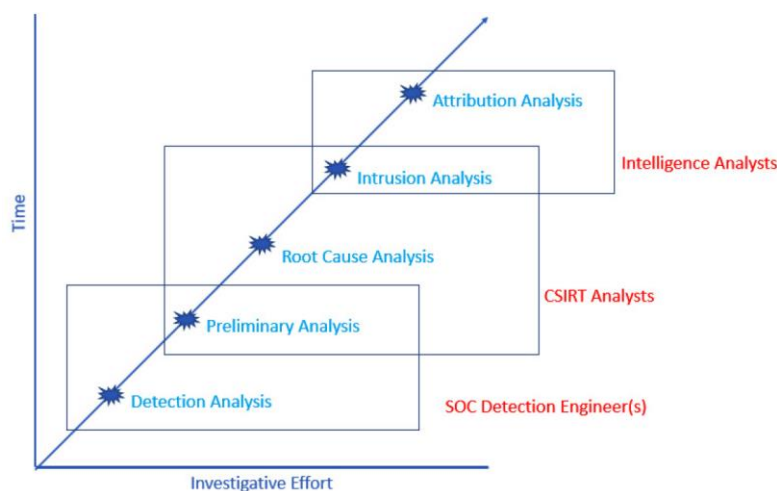 Attribution Analysis
Intelligence Analysts
Intrusion Analysis
Time
Root Cause Analysis
CSIRT Analysts
Preliminary Analysis
Detection Analysis
SOC Detection Engineer(s)
Investigative Effort